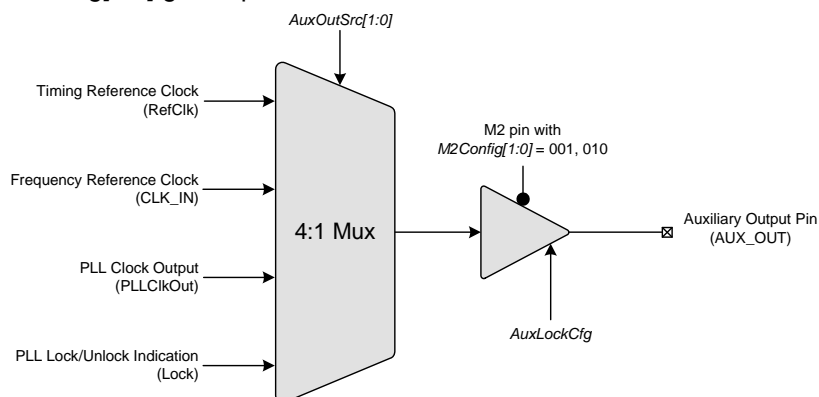 AuxOutSrc[1:0]
Timing Reference Clock
(RefClk)
M2 pin with
M2Config[1:0] = 001, 010
Frequency Reference Clock
(CLK_IN)
4:1 Mux
Auxiliary Output Pin
(AUX_OUT)
PLL Clock Output
(PLLClkOut)
AuxLockCfg
PLL Lock/Unlock Indication
(Lock)